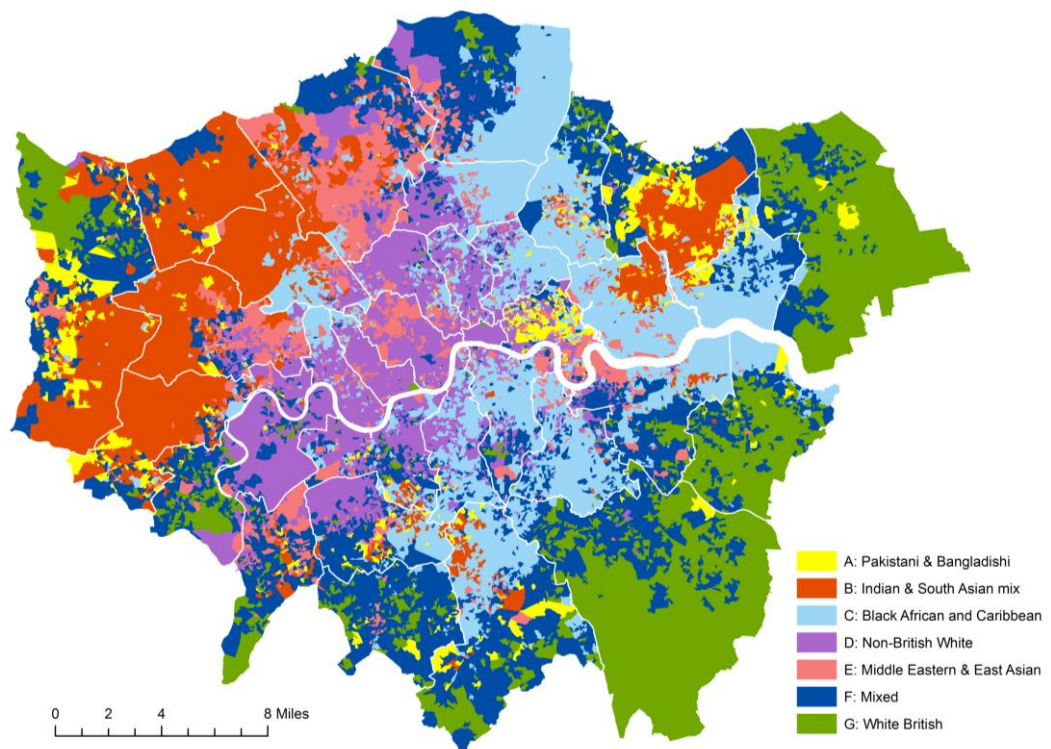 A: Pakistani & Bangladishi
B: Indian & South Asian mix
C: Black African and Caribbean
D: Non-British White
E: Middle Eastern & East Asian
F: Mixed
G: White British
0 2 4 8 Miles